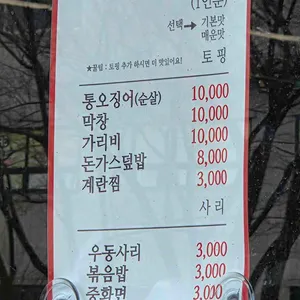 (1인분)
선택→ 기본맛
매운맛
토핑
★꿀팁 : 토핑 추가 하시면 더 맛있어요!
통오징어(순살) 10,000
막창 10,000
가리비 10,000
돈가스덮밥 8,000
계란찜 3,000
사리
우동사리 3,000
볶음밥 3,000
중화면 3,000